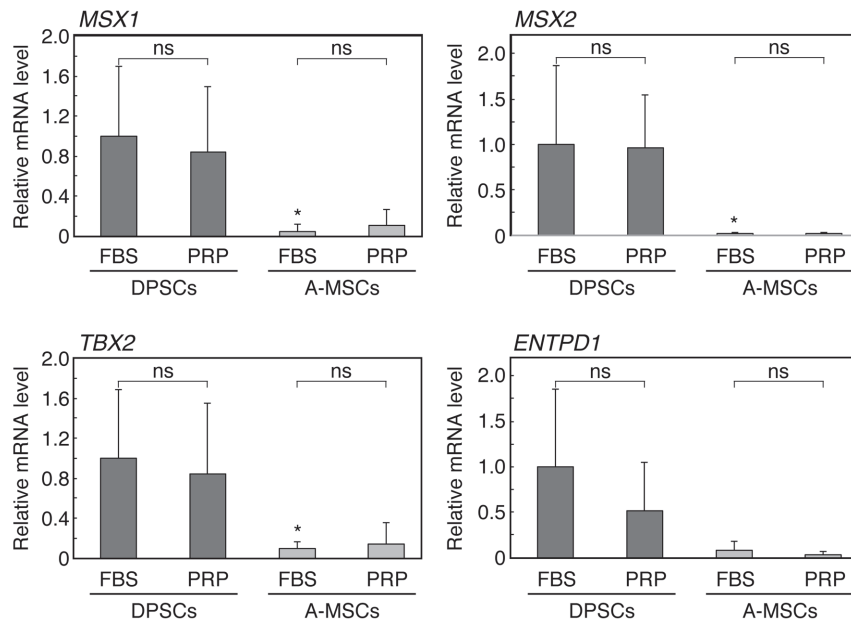 MSX1
Relative mRNA level
2.0
1.6
1.2
0.8
0.4
0
ns
ns
*
FBS PRP FBS PRP
DPSCs A-MSCs
MSX2
Relative mRNA level
2.0
1.5
1.0
0.5
0
ns
ns
*
FBS PRP FBS PRP
DPSCs A-MSCs
TBX2
Relative mRNA level
2.0
1.6
1.2
0.8
0.4
0
ns
ns
*
FBS PRP FBS PRP
DPSCs A-MSCs
ENTPD1
Relative mRNA level
2.0
1.5
1.0
0.5
0
ns
ns
FBS PRP FBS PRP
DPSCs A-MSCs